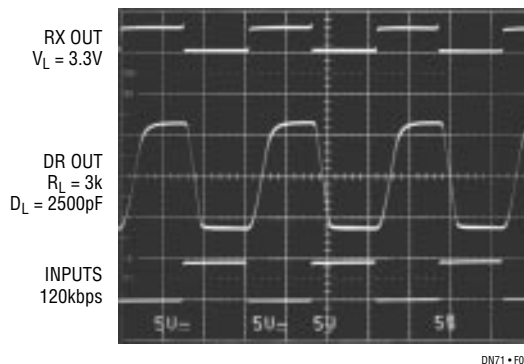 RX OUT
V_L = 3.3V
DR OUT
R_L = 3k
D_L = 2500pF
INPUTS
120kbps
5V= 5V= 5V
DN71 • F0